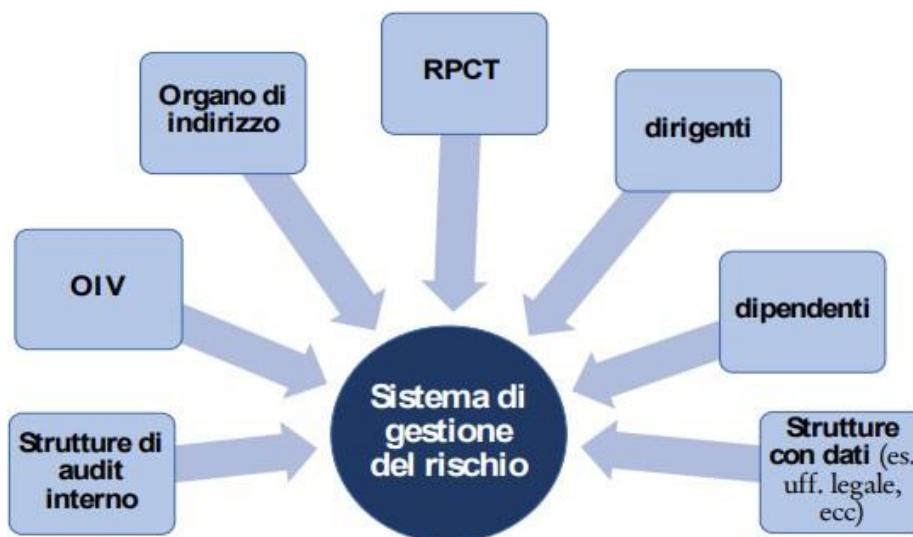 RPCT
Organo di
indirizzo
dirigenti
OIV
dipendenti
Strutture di
audit
interno
Sistema di
gestione
del rischio
Strutture
con dati (es.
uff. legale,
ecc)